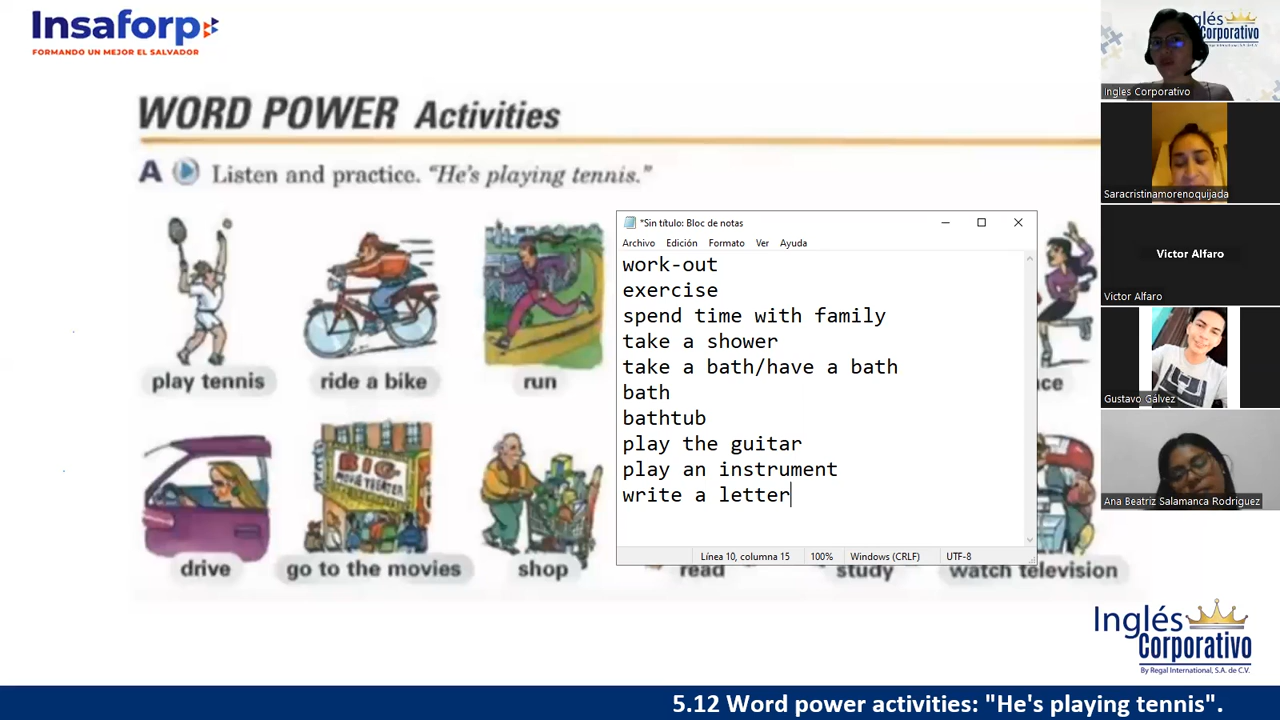 Insaforp
FORMANDO UN MEJOR EL SALVADOR
WORD POWER Activities
A Listen and practice. "He's playing tennis."
play tennis
ride a bike
run
nce
BIG
MOVIE THEATER
drive
go to the movies
shop
read
study
watch television
*Sin título: Bloc de notas
Archivo Edición Formato Ver Ayuda
work-out
exercise
spend time with family
take a shower
take a bath/have a bath
bath
bathtub
play the guitar
play an instrument
write a letter
Línea 10, columna 15 100% Windows (CRLF) UTF-8
glés
Corporativo
Ingles Corporativo
Saracristinamorenoquijada
Victor Alfaro
Victor Alfaro
Gustavo Gálvez
Ana Beatriz Salamanca Rodriguez
Inglés
Corporativo
By Regal International, S.A. de C.V.
5.12 Word power activities: "He's playing tennis".